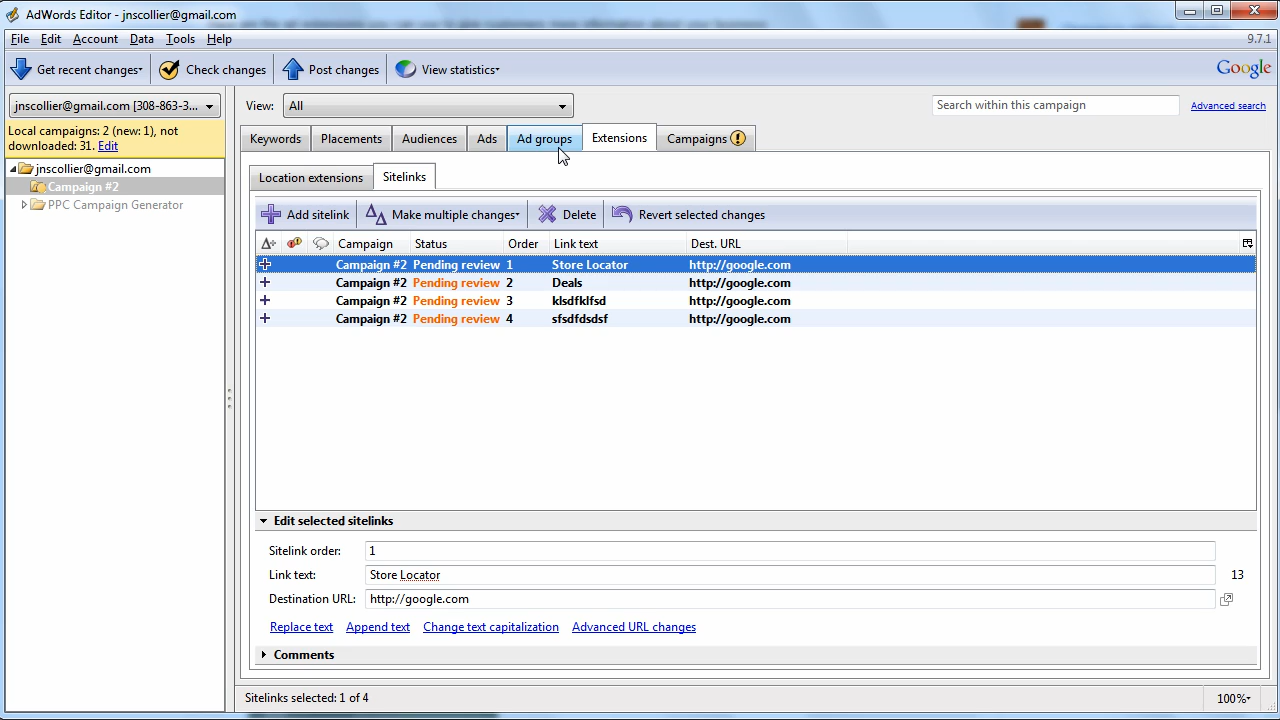 AdWords Editor - jnscollier@gmail.com
File Edit Account Data Tools Help 9.7.1
Get recent changes Check changes Post changes View statistics Google
jnscollier@gmail.com [308-863-3... View: All Search within this campaign Advanced search
Local campaigns: 2 (new: 1), not
downloaded: 31. Edit
Keywords Placements Audiences Ads Ad groups Extensions Campaigns
jnscollier@gmail.com
Campaign #2
PPC Campaign Generator
Location extensions Sitelinks
Add sitelink Make multiple changes Delete Revert selected changes
Campaign Status Order Link text Dest. URL
Campaign #2 Pending review 1 Store Locator http://google.com
Campaign #2 Pending review 2 Deals http://google.com
Campaign #2 Pending review 3 klsdfklfsd http://google.com
Campaign #2 Pending review 4 sfsdfdsdsf http://google.com
Edit selected sitelinks
Sitelink order: 1
Link text: Store Locator 13
Destination URL: http://google.com
Replace text Append text Change text capitalization Advanced URL changes
Comments
Sitelinks selected: 1 of 4 100%